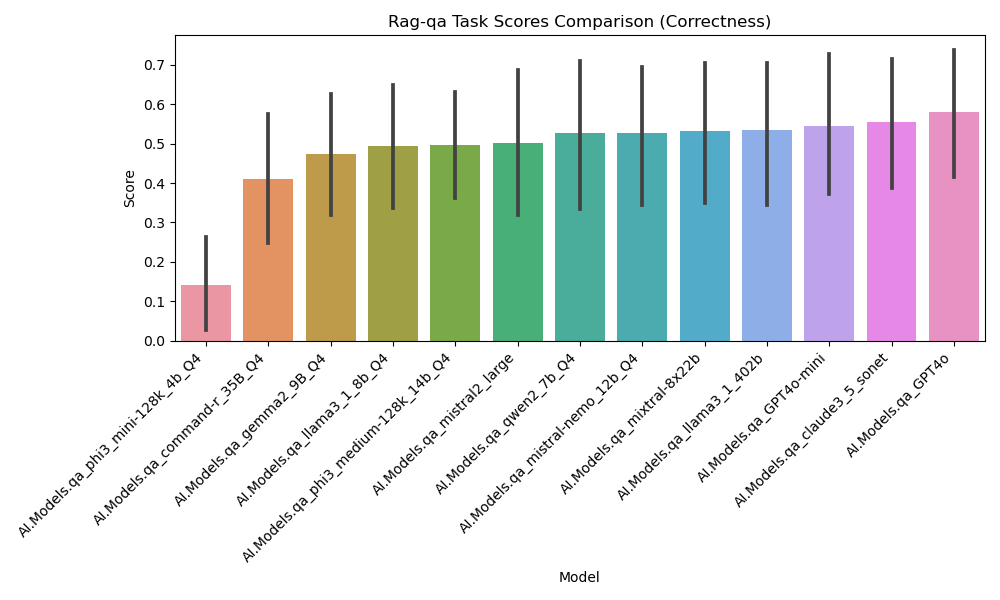 Rag-qa Task Scores Comparison (Correctness)
Score
0.7
0.6
0.5
0.4
0.3
0.2
0.1
0.0
AI.Models.qa_phi3_mini-128k_4b_Q4
AI.Models.qa_command-r_35B_Q4
AI.Models.qa_gemma2_9B_Q4
AI.Models.qa_llama3_1_8b_Q4
AI.Models.qa_phi3_medium-128k_14b_Q4
AI.Models.qa_mistral2_large
AI.Models.qa_qwen2_7b_Q4
AI.Models.qa_mistral-nemo_12b_Q4
AI.Models.qa_mixtral-8x22b
AI.Models.qa_llama3_1_402b
AI.Models.qa_GPT4o-mini
AI.Models.qa_claude3_5_sonet
AI.Models.qa_GPT4o
Model